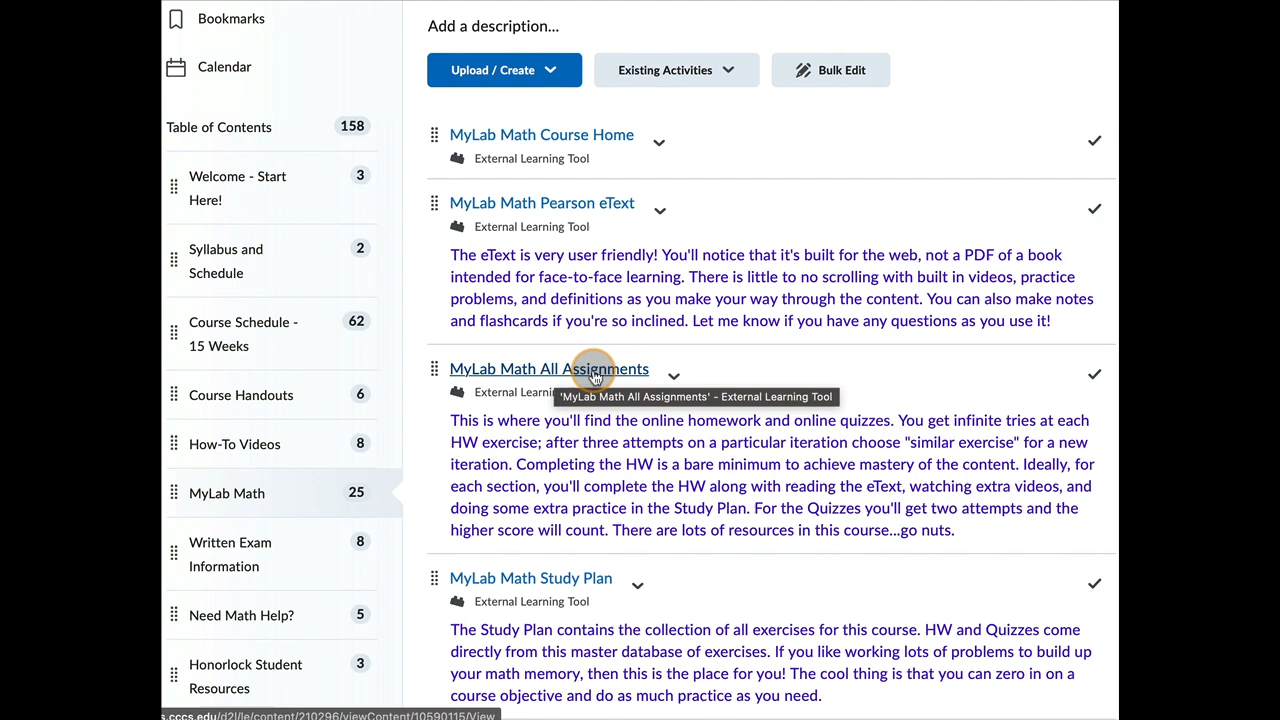 Bookmarks
Calendar
Table of Contents 158
Welcome - Start
Here!
3
Syllabus and
Schedule
2
Course Schedule -
15 Weeks
62
Course Handouts 6
How-To Videos 8
MyLab Math 25
Written Exam
Information
8
Need Math Help? 5
Honorlock Student
Resources
3
Add a description...
Upload / Create
Existing Activities
Bulk Edit
MyLab Math Course Home
External Learning Tool
MyLab Math Pearson eText
External Learning Tool
The eText is very user friendly! You'll notice that it's built for the web, not a PDF of a book
intended for face-to-face learning. There is little to no scrolling with built in videos, practice
problems, and definitions as you make your way through the content. You can also make notes
and flashcards if you're so inclined. Let me know if you have any questions as you use it!
MyLab Math All Assignments
External Learnin
'MyLab Math All Assignments' - External Learning Tool
This is where you'll find the online homework and online quizzes. You get infinite tries at each
HW exercise; after three attempts on a particular iteration choose "similar exercise" for a new
iteration. Completing the HW is a bare minimum to achieve mastery of the content. Ideally, for
each section, you'll complete the HW along with reading the eText, watching extra videos, and
doing some extra practice in the Study Plan. For the Quizzes you'll get two attempts and the
higher score will count. There are lots of resources in this course...go nuts.
MyLab Math Study Plan
External Learning Tool
The Study Plan contains the collection of all exercises for this course. HW and Quizzes come
directly from this master database of exercises. If you like working lots of problems to build up
your math memory, then this is the place for you! The cool thing is that you can zero in on a
course objective and do as much practice as you need.
s.cccs.edu/d2l/le/content/210296/viewContent/10590115/View